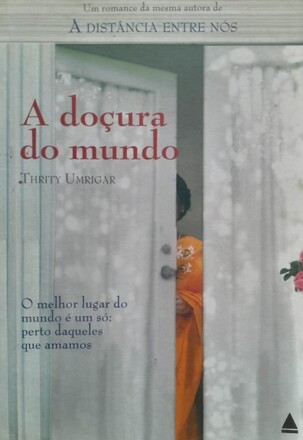 Um romance da mesma autora de
A DISTÂNCIA ENTRE NÓS
A doçura
do mundo
THRITY UMRIGAR
O melhor lugar do
mundo é um só:
perto daqueles
que amamos